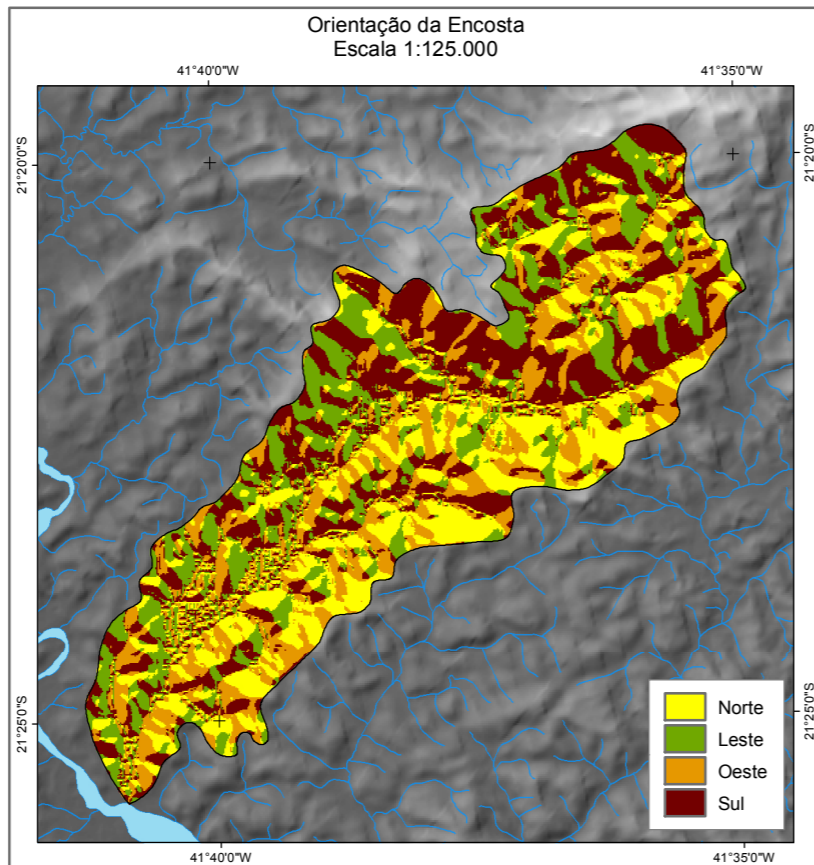 Orientação da Encosta
Escala 1:125.000
41°40'0"W
41°35'0"W
21°20'0"S
21°20'0"S
21°25'0"S
21°25'0"S
Norte
Leste
Oeste
Sul
41°40'0"W
41°35'0"W